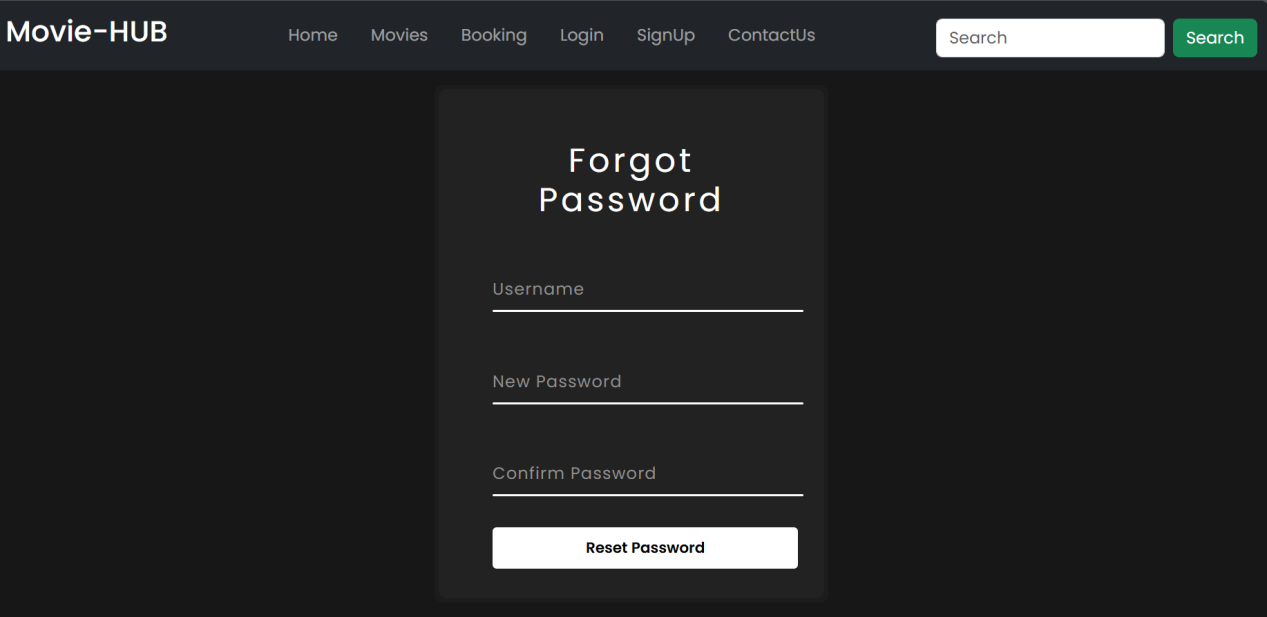 Movie-HUB
Home Movies Booking Login SignUp ContactUs
Search Search
Forgot
Password
Username
New Password
Confirm Password
Reset Password